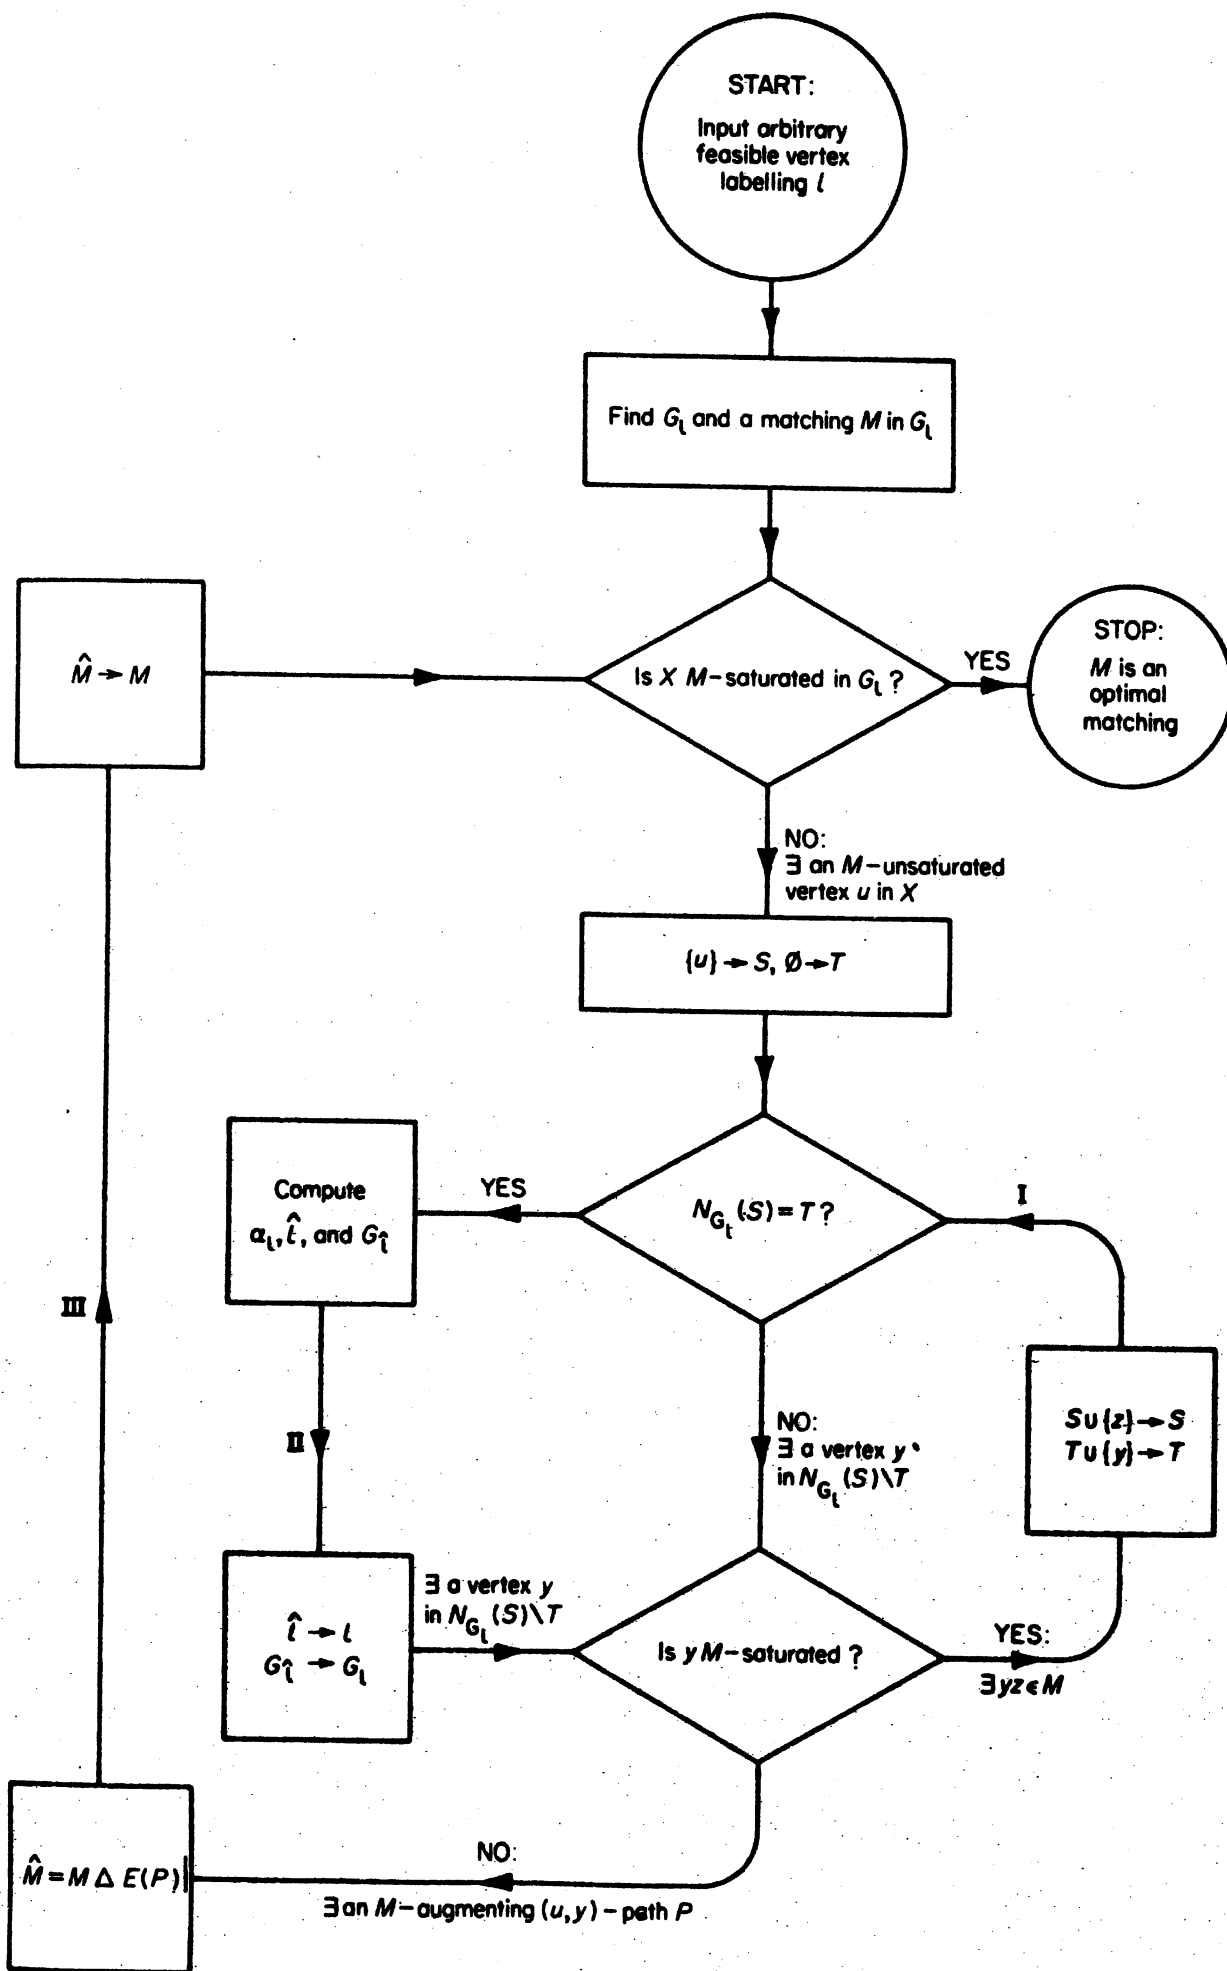 START:
Input arbitrary
feasible vertex
labelling l
Find G_l and a matching M in G_l
M̂ → M
Is X M-saturated in G_l ?
YES
STOP:
M is an
optimal
matching
NO:
∃ an M-unsaturated
vertex u in X
{u} → S, Ø → T
Compute
α_l, l̂, and G_l̂
YES
N_{G_l}(S) = T ?
I
III
II
NO:
∃ a vertex y
in N_{G_l}(S)\T
S∪{z} → S
T∪{y} → T
l̂ → l
G_l̂ → G_l
∃ a vertex y
in N_{G_l}(S)\T
Is y M-saturated ?
YES:
∃yz∈M
M̂ = M Δ E(P)
NO:
∃ an M-augmenting (u,y)-path P